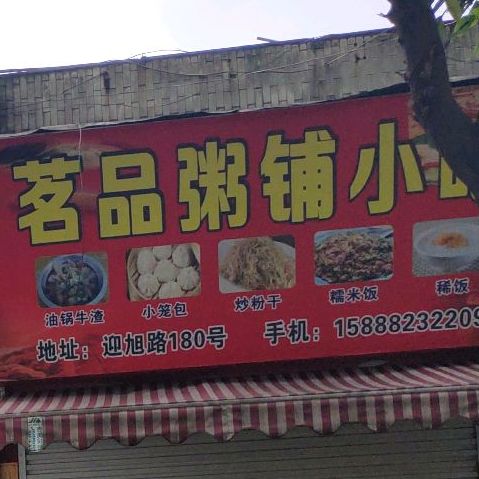 茗品粥铺小
油锅牛渣 小笼包 炒粉干 糯米饭 稀饭
地址：迎旭路180号 手机：15888232209